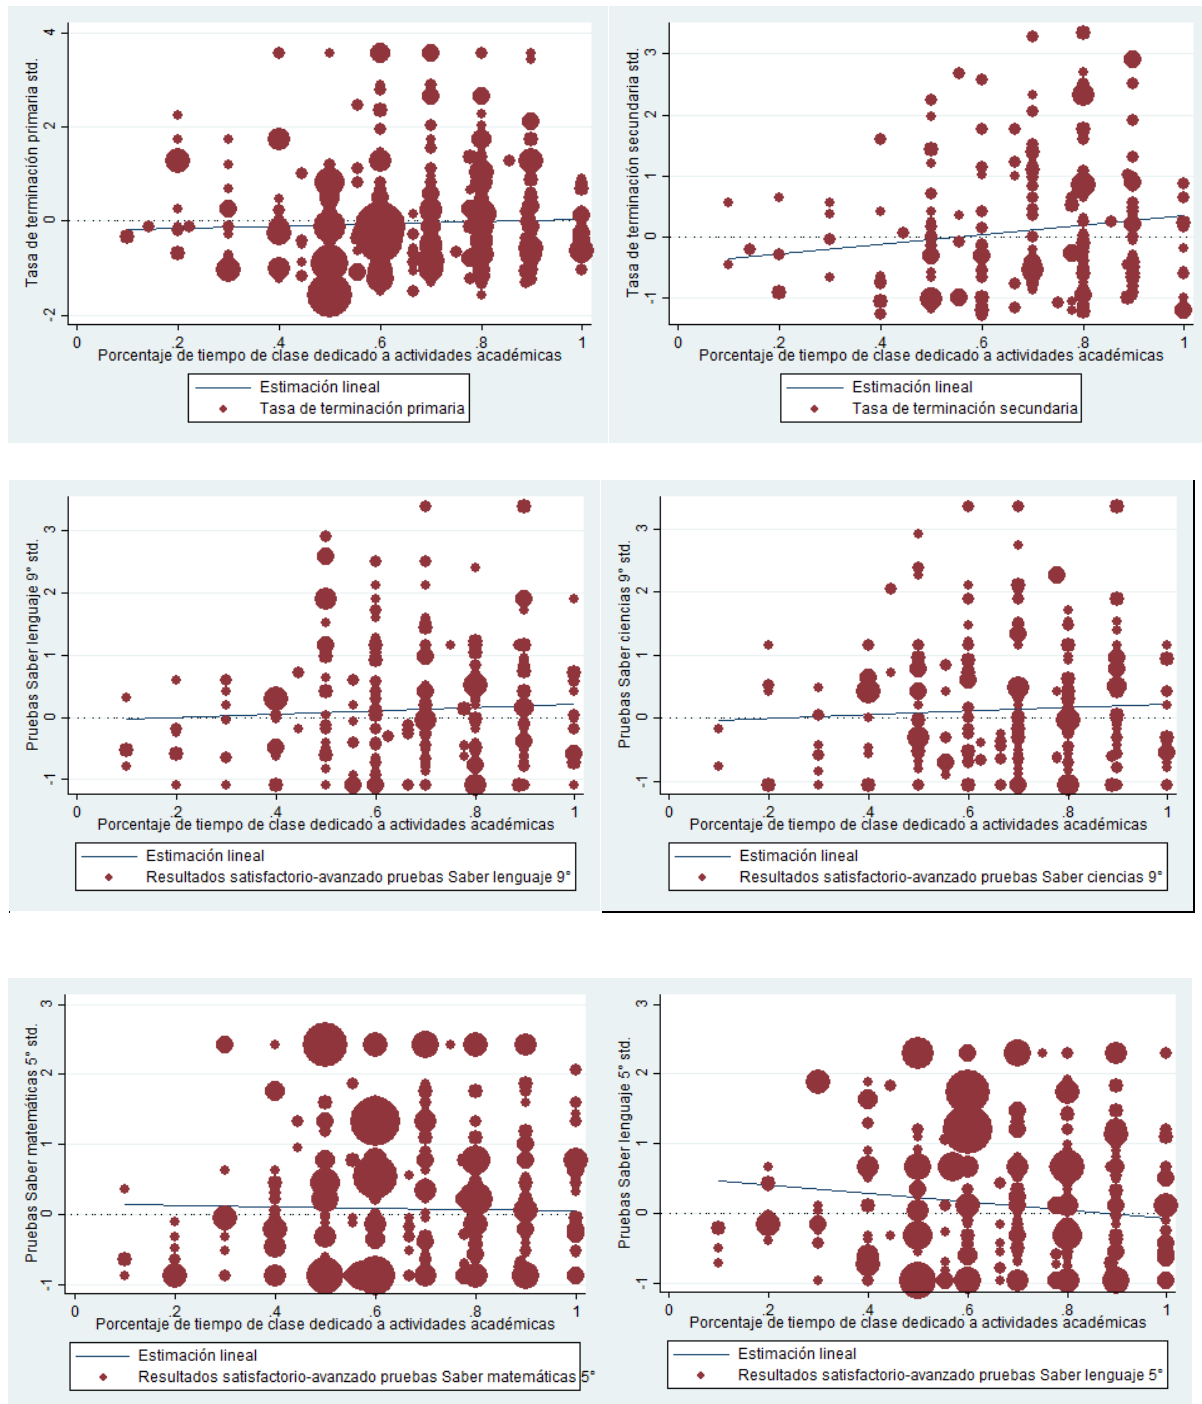 Tasa de terminación primaria std.
4
2
0
-2
0 .2 .4 .6 .8 1
Porcentaje de tiempo de clase dedicado a actividades académicas
Estimación lineal
Tasa de terminación primaria
Tasa de terminación secundaria std.
3
2
1
0
-1
0 .2 .4 .6 .8 1
Porcentaje de tiempo de clase dedicado a actividades académicas
Estimación lineal
Tasa de terminación secundaria
Pruebas Saber lenguaje 9° std.
3
2
1
0
-1
0 .2 .4 .6 .8 1
Porcentaje de tiempo de clase dedicado a actividades académicas
Estimación lineal
Resultados satisfactorio-avanzado pruebas Saber lenguaje 9°
Pruebas Saber ciencias 9° std.
3
2
1
0
-1
0 .2 .4 .6 .8 1
Porcentaje de tiempo de clase dedicado a actividades académicas
Estimación lineal
Resultados satisfactorio-avanzado pruebas Saber ciencias 9°
Pruebas Saber matemáticas 5° std.
3
2
1
0
-1
0 .2 .4 .6 .8 1
Porcentaje de tiempo de clase dedicado a actividades académicas
Estimación lineal
Resultados satisfactorio-avanzado pruebas Saber matemáticas 5°
Pruebas Saber lenguaje 5° std.
3
2
1
0
-1
0 .2 .4 .6 .8 1
Porcentaje de tiempo de clase dedicado a actividades académicas
Estimación lineal
Resultados satisfactorio-avanzado pruebas Saber lenguaje 5°